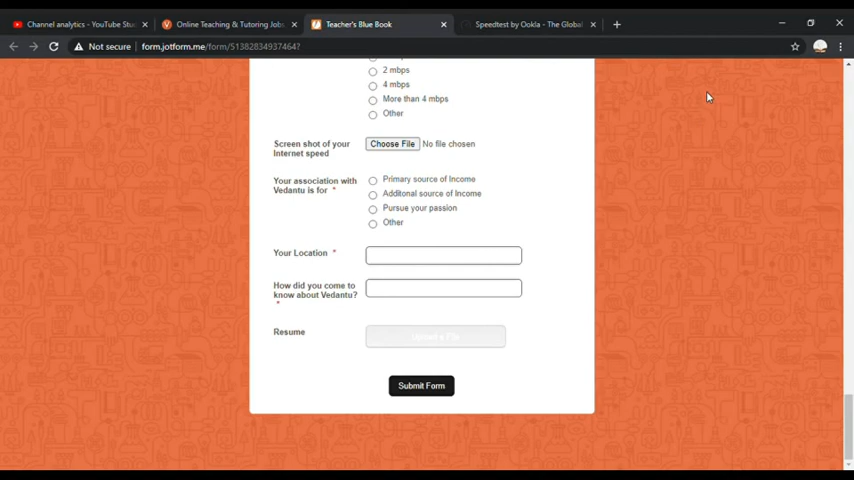 Channel analytics - YouTube Stu
Online Teaching & Tutoring Jobs
Teacher's Blue Book
Speedtest by Ookla - The Global
Not secure
form.jotform.me/form/513828349374647?
2 mbps
4 mbps
More than 4 mbps
Other
Screen shot of your
Internet speed
Choose File No file chosen
Your association with
Vedantu is for *
Primary source of Income
Additonal source of Income
Pursue your passion
Other
Your Location *
How did you come to
know about Vedantu?
*
Resume
Upload a File
Submit Form